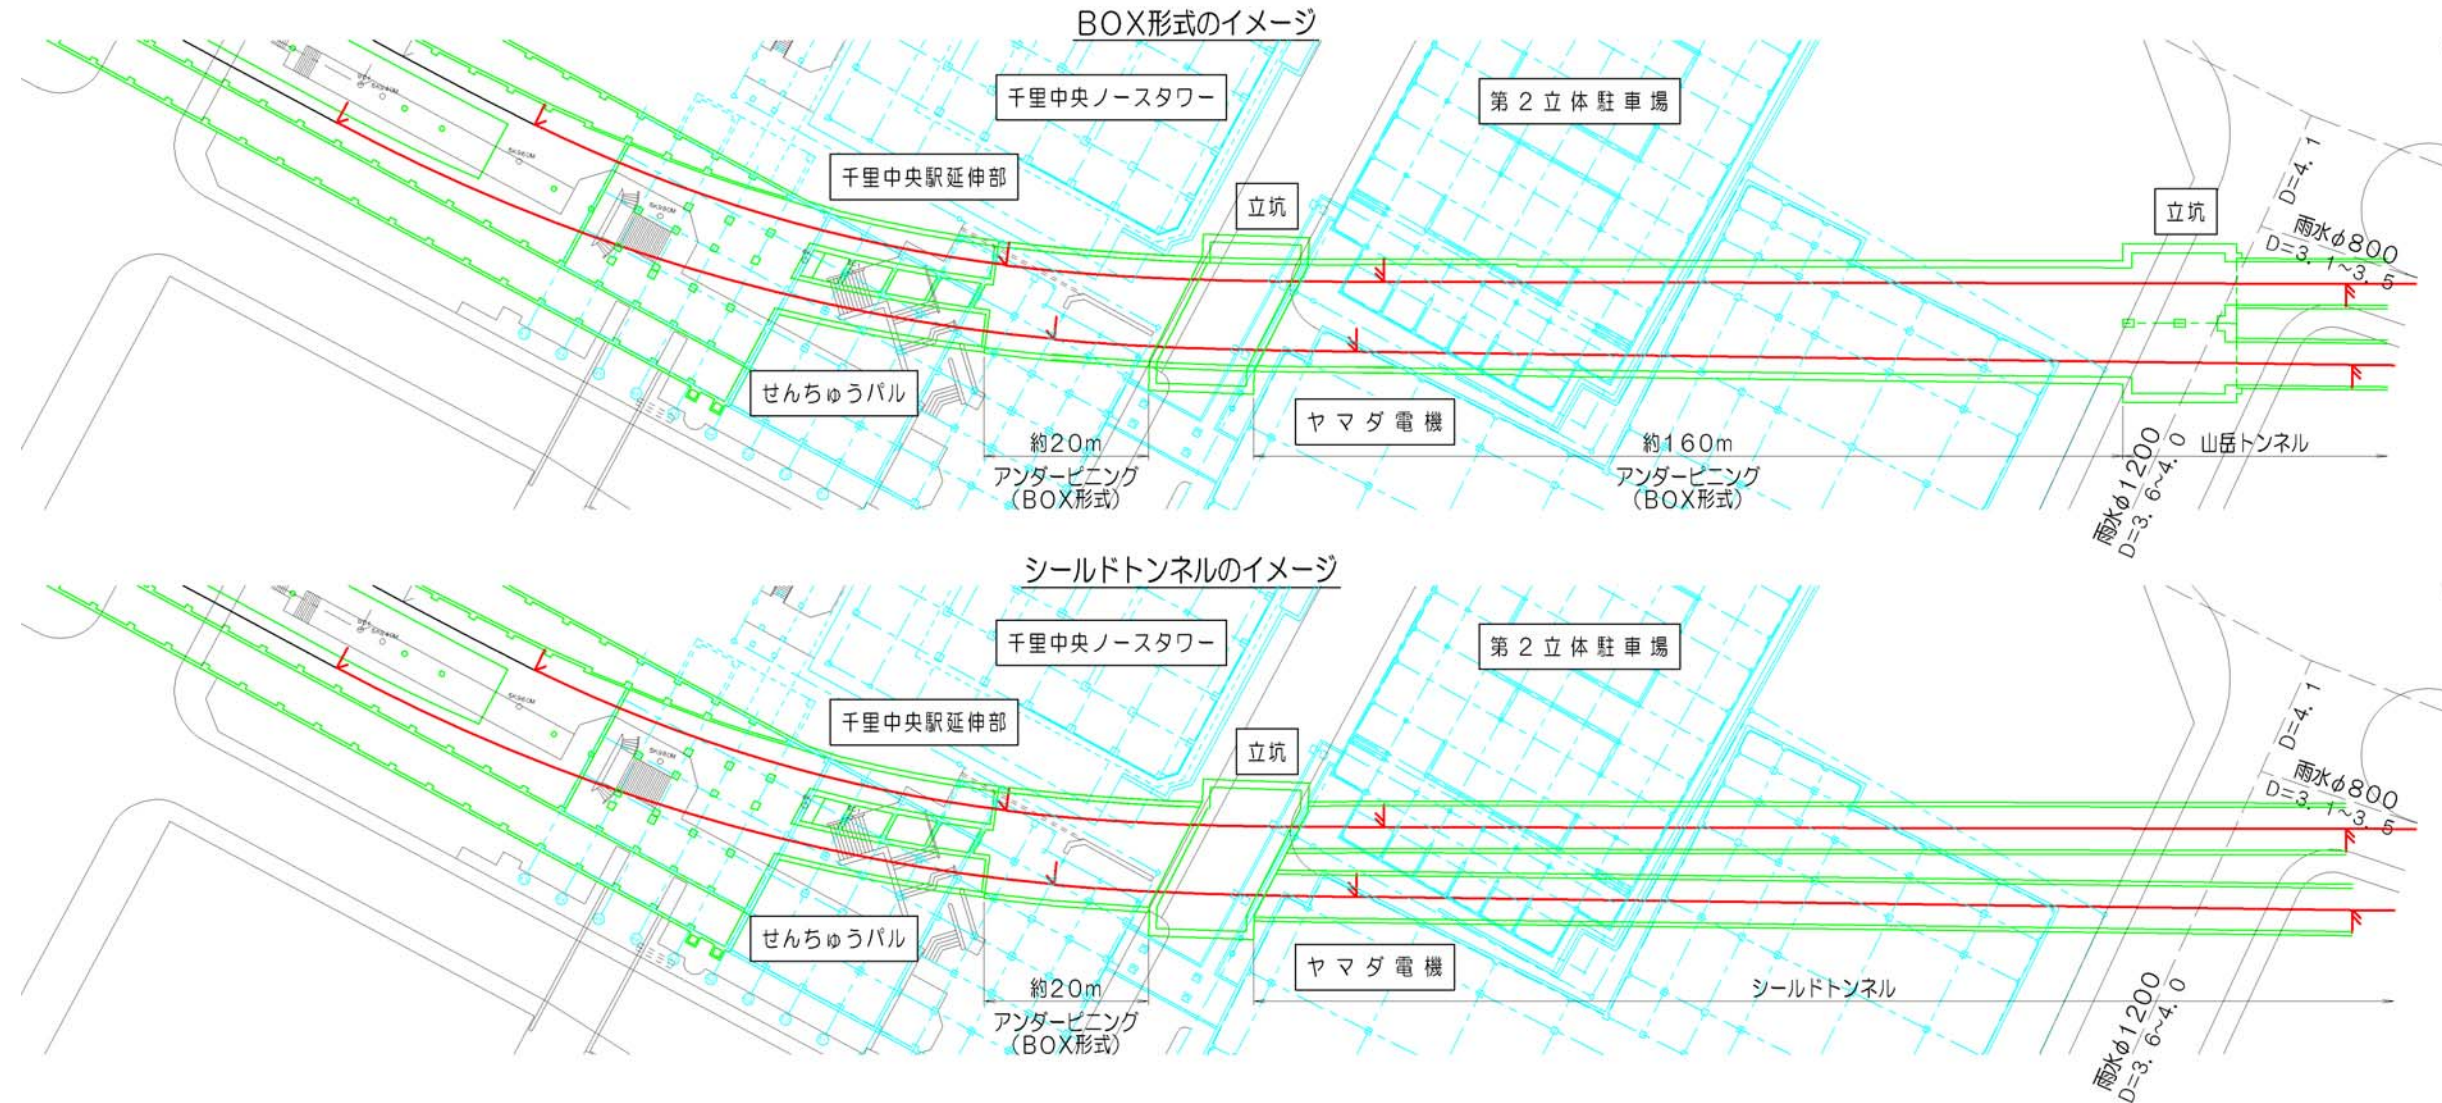 BOX形式のイメージ
千里中央ノースタワー
第2立体駐車場
D=4.1
千里中央駅延伸部
立坑
立坑
雨水φ800
D=3.1~3.5
せんちゅうパル
ヤマダ電機
約20m
アンダーピニング
(BOX形式)
約160m
アンダーピニング
(BOX形式)
山岳トンネル
雨水φ1200
D=3.6~4.0
シールドトンネルのイメージ
千里中央ノースタワー
第2立体駐車場
D=4.1
千里中央駅延伸部
立坑
雨水φ800
D=3.1~3.5
せんちゅうパル
ヤマダ電機
約20m
アンダーピニング
(BOX形式)
シールドトンネル
雨水φ1200
D=3.6~4.0